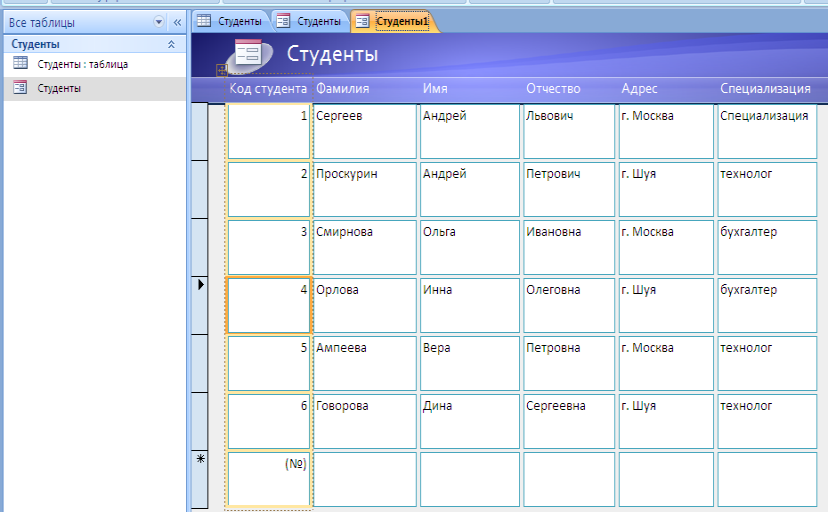 Все таблицы
Студенты
Студенты : таблица
Студенты
Студенты Студенты Студенты1
Студенты
Код студента Фамилия Имя Отчество Адрес Специализация
1 Сергеев Андрей Львович г. Москва Специализация
2 Проскурин Андрей Петрович г. Шуя технолог
3 Смирнова Ольга Ивановна г. Москва бухгалтер
4 Орлова Инна Олеговна г. Шуя бухгалтер
5 Ампеева Вера Петровна г. Москва технолог
6 Говорова Дина Сергеевна г. Шуя технолог
(№)